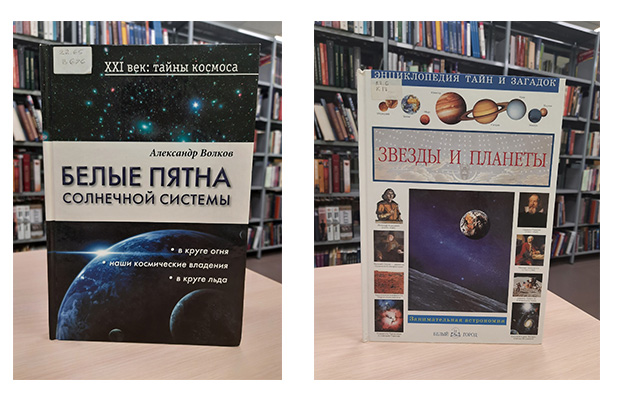 XXI век: тайны космоса
Александр Волков
БЕЛЫЕ ПЯТНА
СОЛНЕЧНОЙ СИСТЕМЫ
• в круге огня
• наши космические владения
• в круге льда
ЭНЦИКЛОПЕДИЯ ТАЙН И ЗАГАДОК
ЗВЕЗДЫ И ПЛАНЕТЫ
Занимательная астрономия
БЕЛЫЙ ГОРОД